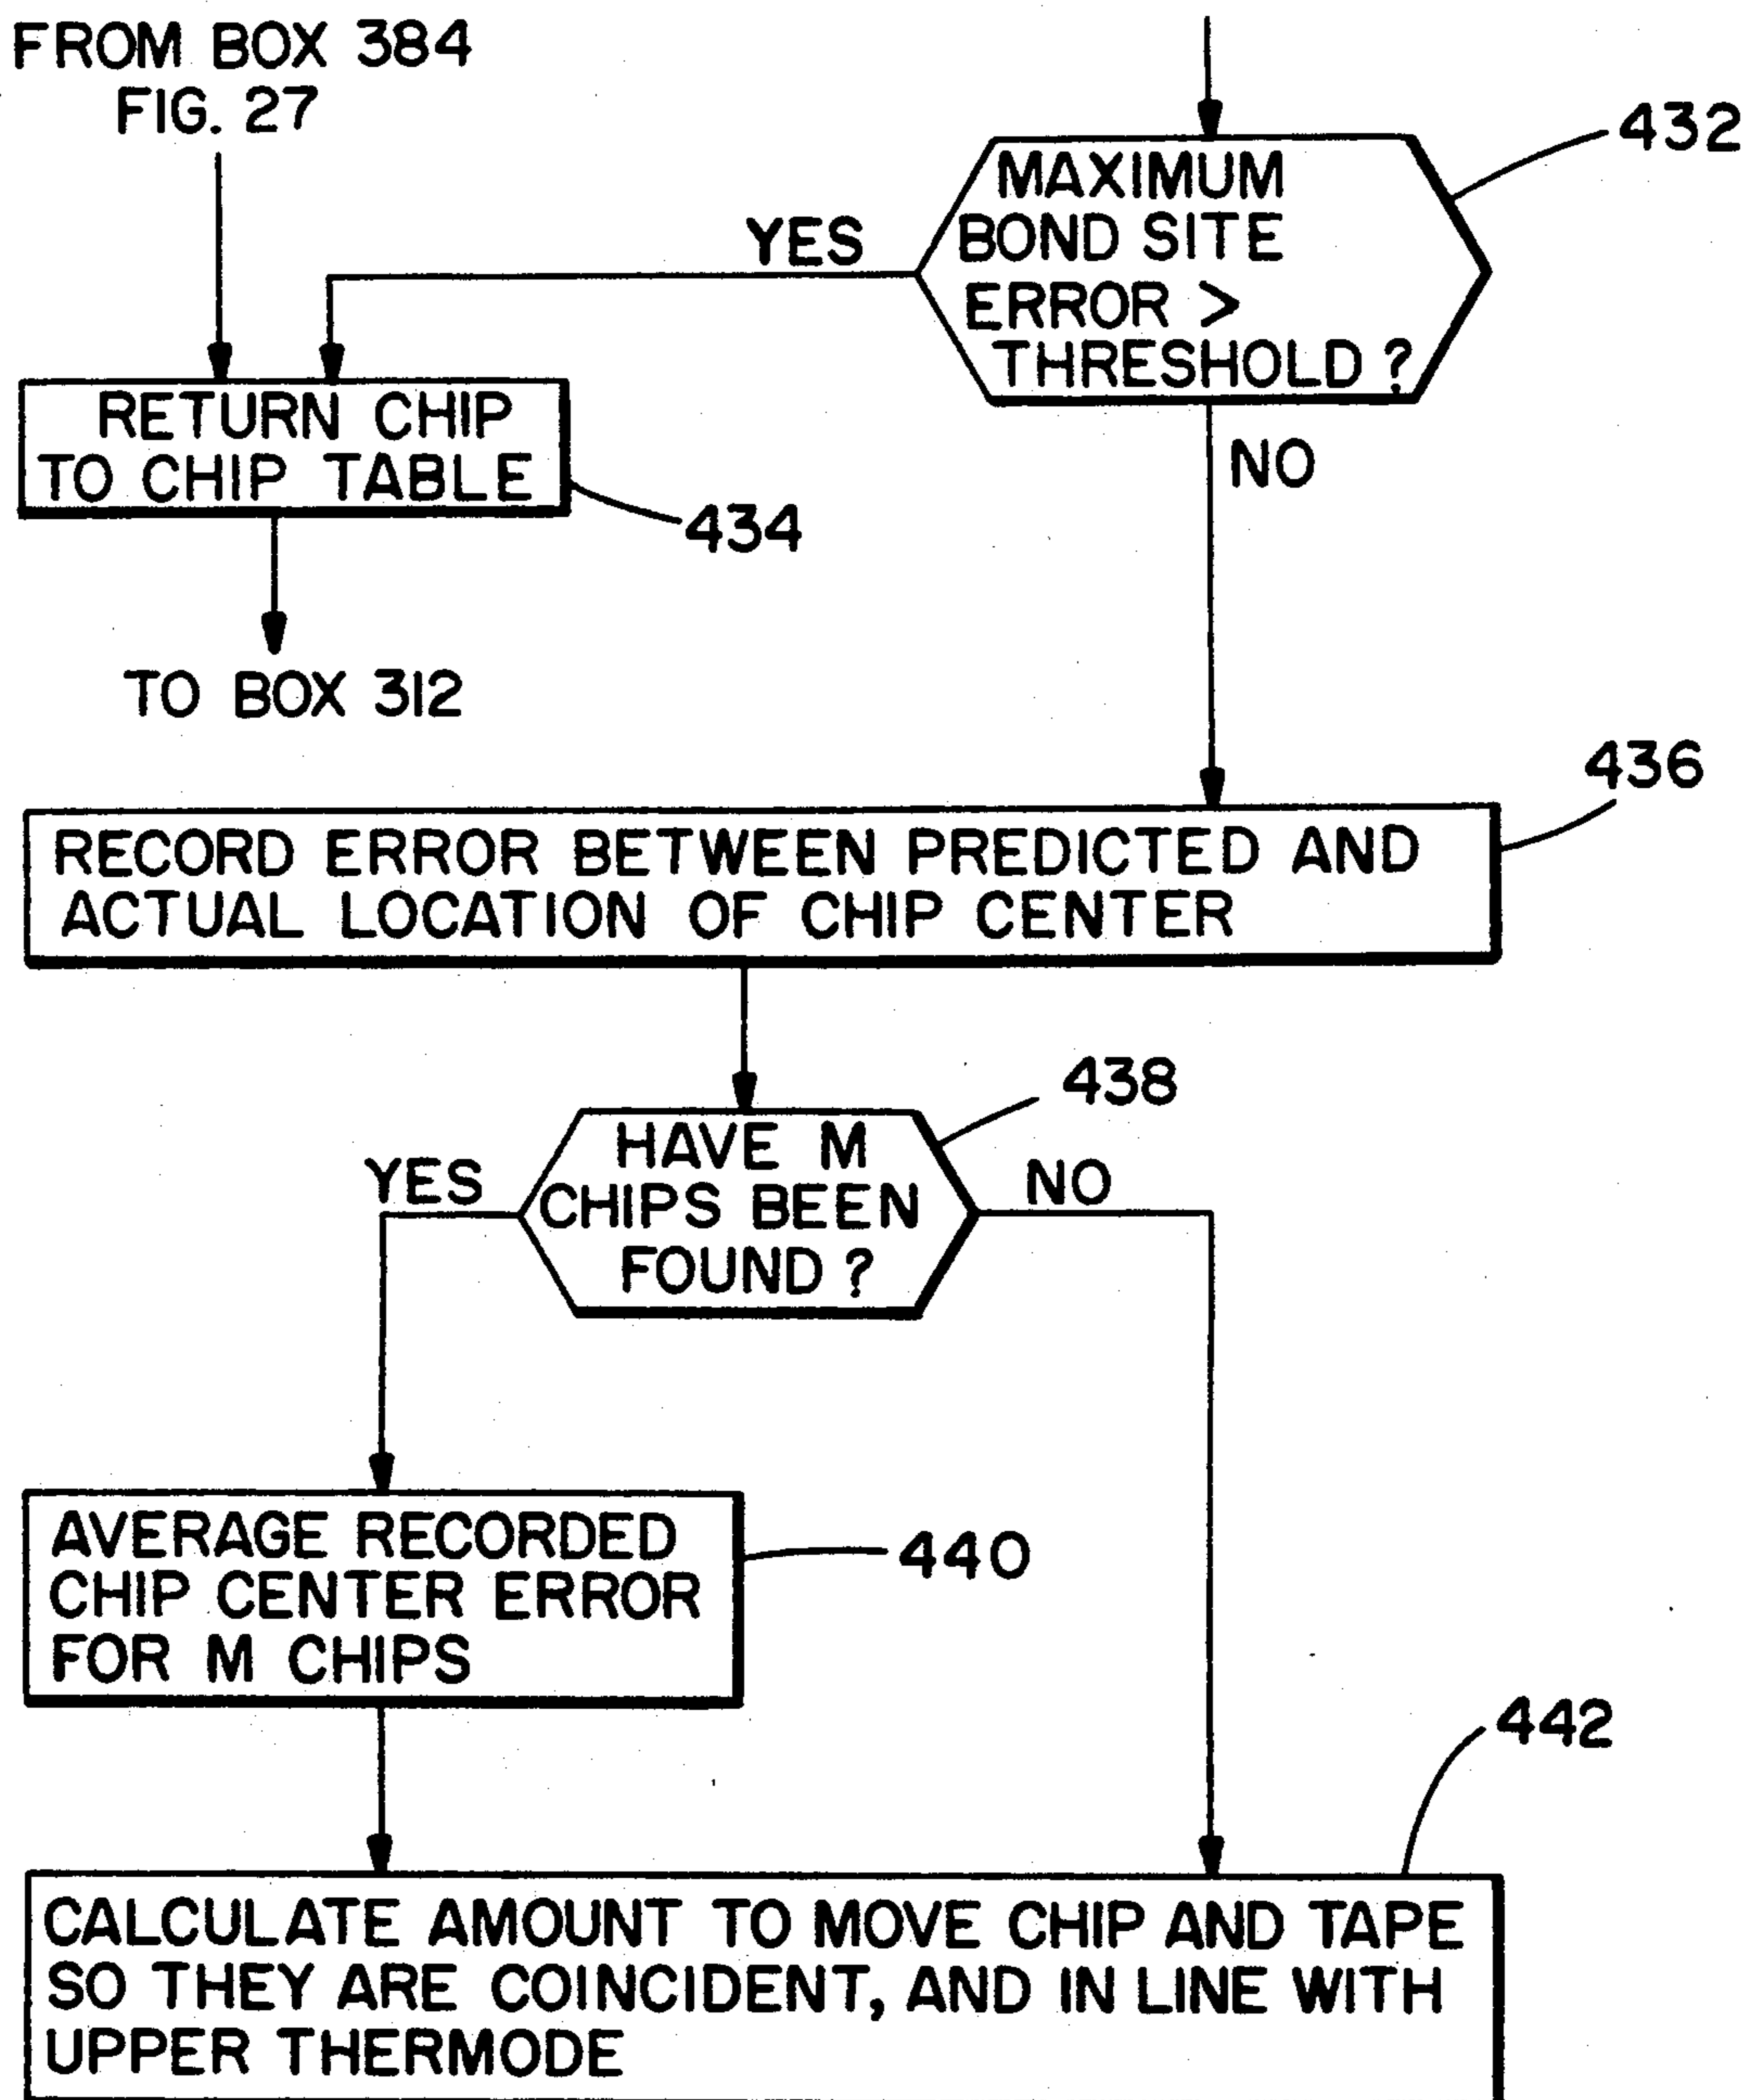 FROM BOX 384
FIG. 27
432
MAXIMUM
BOND SITE
ERROR >
THRESHOLD ?
YES
NO
RETURN CHIP
TO CHIP TABLE
434
TO BOX 312
436
RECORD ERROR BETWEEN PREDICTED AND
ACTUAL LOCATION OF CHIP CENTER
438
HAVE M
CHIPS BEEN
FOUND ?
YES
NO
AVERAGE RECORDED
CHIP CENTER ERROR
FOR M CHIPS
440
442
CALCULATE AMOUNT TO MOVE CHIP AND TAPE
SO THEY ARE COINCIDENT, AND IN LINE WITH
UPPER THERMODE